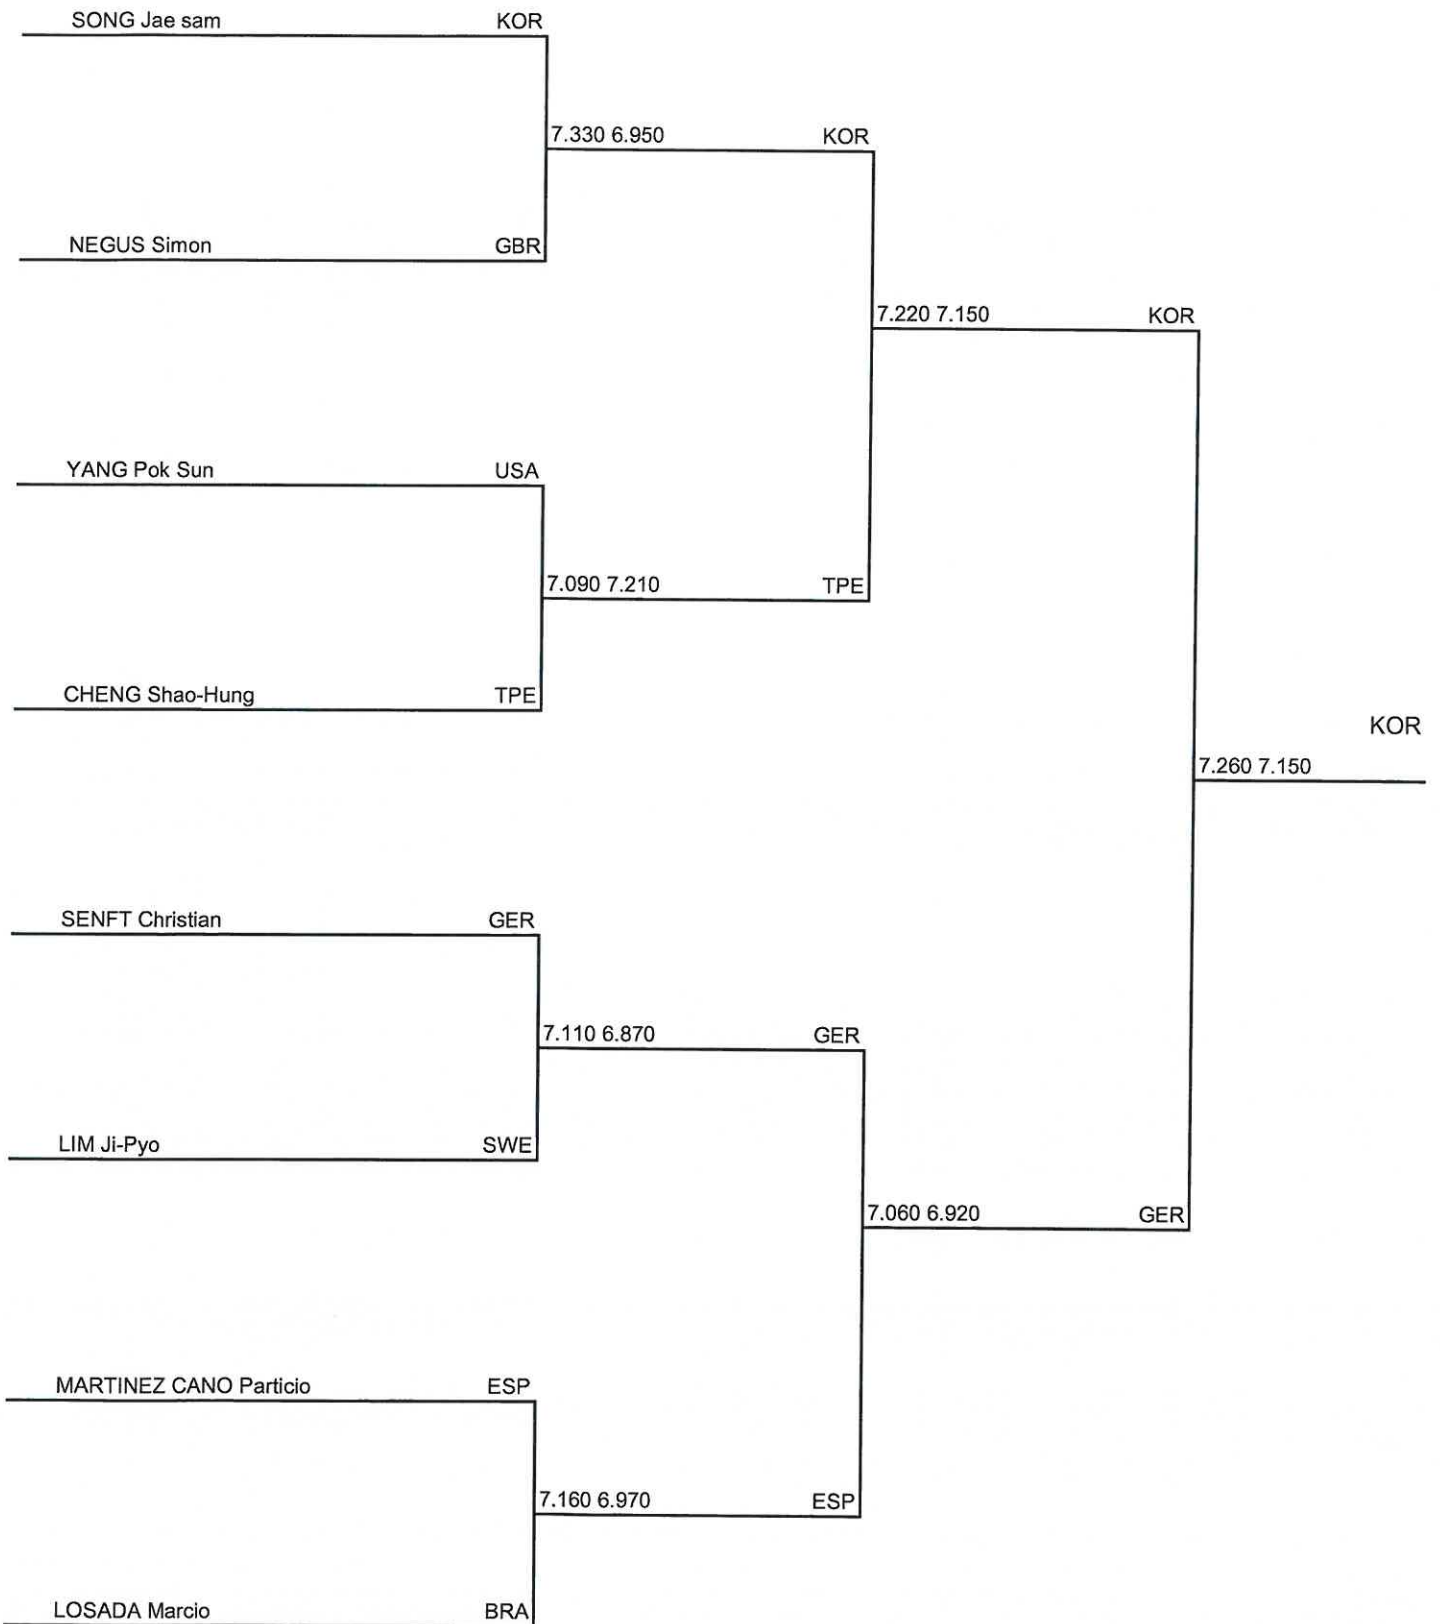 SONG Jae sam KOR
7.330 6.950 KOR
NEGUS Simon GBR
7.220 7.150 KOR
YANG Pok Sun USA
7.090 7.210 TPE
CHENG Shao-Hung TPE
KOR
7.260 7.150
SENFT Christian GER
7.110 6.870 GER
LIM Ji-Pyo SWE
7.060 6.920 GER
MARTINEZ CANO Particio ESP
7.160 6.970 ESP
LOSADA Marcio BRA